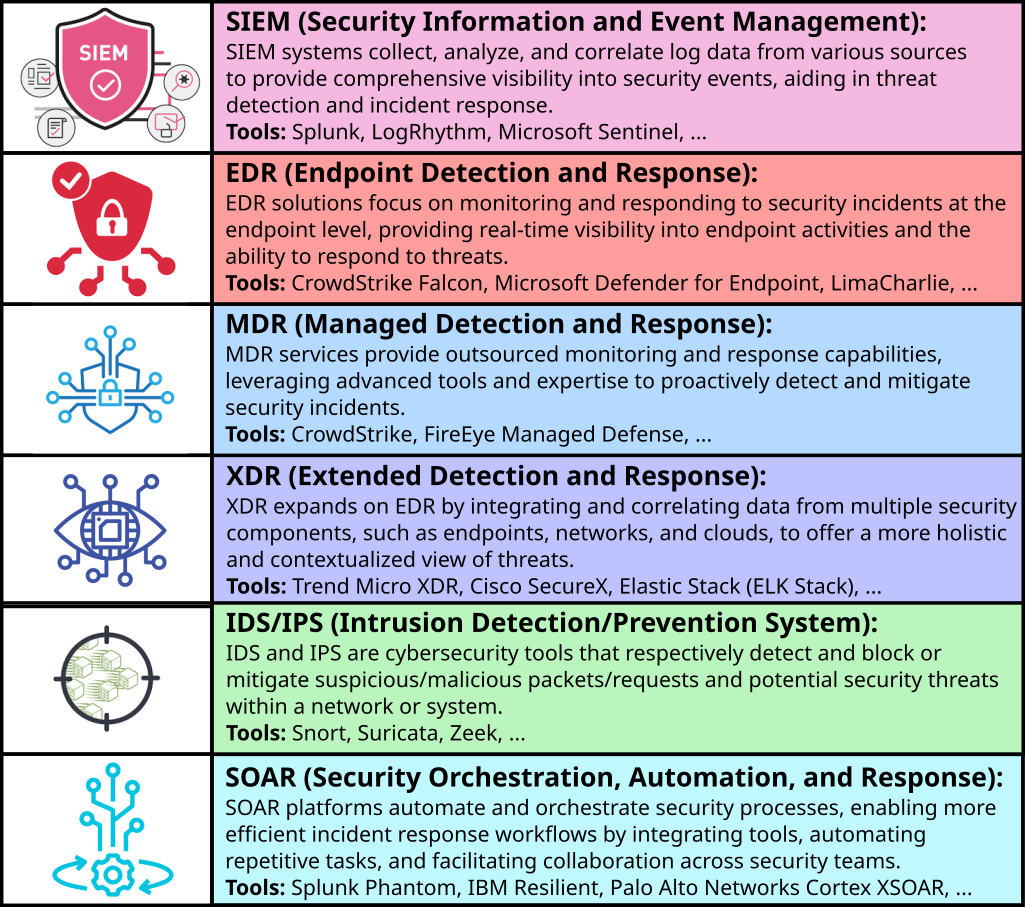 SIEM
SIEM (Security Information and Event Management):
SIEM systems collect, analyze, and correlate log data from various sources
to provide comprehensive visibility into security events, aiding in threat
detection and incident response.
Tools: Splunk, LogRhythm, Microsoft Sentinel, ...
EDR (Endpoint Detection and Response):
EDR solutions focus on monitoring and responding to security incidents at the
endpoint level, providing real-time visibility into endpoint activities and the
ability to respond to threats.
Tools: CrowdStrike Falcon, Microsoft Defender for Endpoint, LimaCharlie, ...
MDR (Managed Detection and Response):
MDR services provide outsourced monitoring and response capabilities,
leveraging advanced tools and expertise to proactively detect and mitigate
security incidents.
Tools: CrowdStrike, FireEye Managed Defense, ...
XDR (Extended Detection and Response):
XDR expands on EDR by integrating and correlating data from multiple security
components, such as endpoints, networks, and clouds, to offer a more holistic
and contextualized view of threats.
Tools: Trend Micro XDR, Cisco SecureX, Elastic Stack (ELK Stack), ...
IDS/IPS (Intrusion Detection/Prevention System):
IDS and IPS are cybersecurity tools that respectively detect and block or
mitigate suspicious/malicious packets/requests and potential security threats
within a network or system.
Tools: Snort, Suricata, Zeek, ...
SOAR (Security Orchestration, Automation, and Response):
SOAR platforms automate and orchestrate security processes, enabling more
efficient incident response workflows by integrating tools, automating
repetitive tasks, and facilitating collaboration across security teams.
Tools: Splunk Phantom, IBM Resilient, Palo Alto Networks Cortex XSOAR, ...